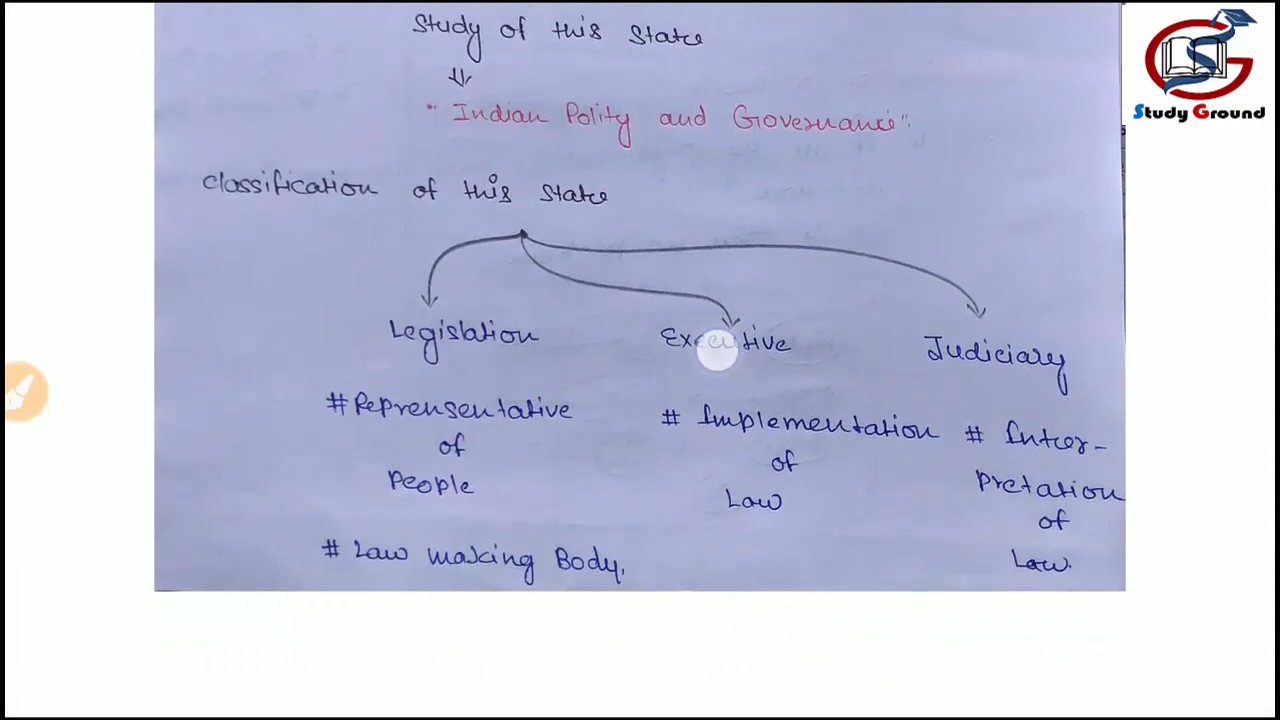 Study of this State
"Indian Polity and Governance".
Study Ground
Classification of this State
Legislation Executive Judiciary
#Reprensentative # Implementation # Inter-
of of pretation
People Law of
# Law making Body. Law.